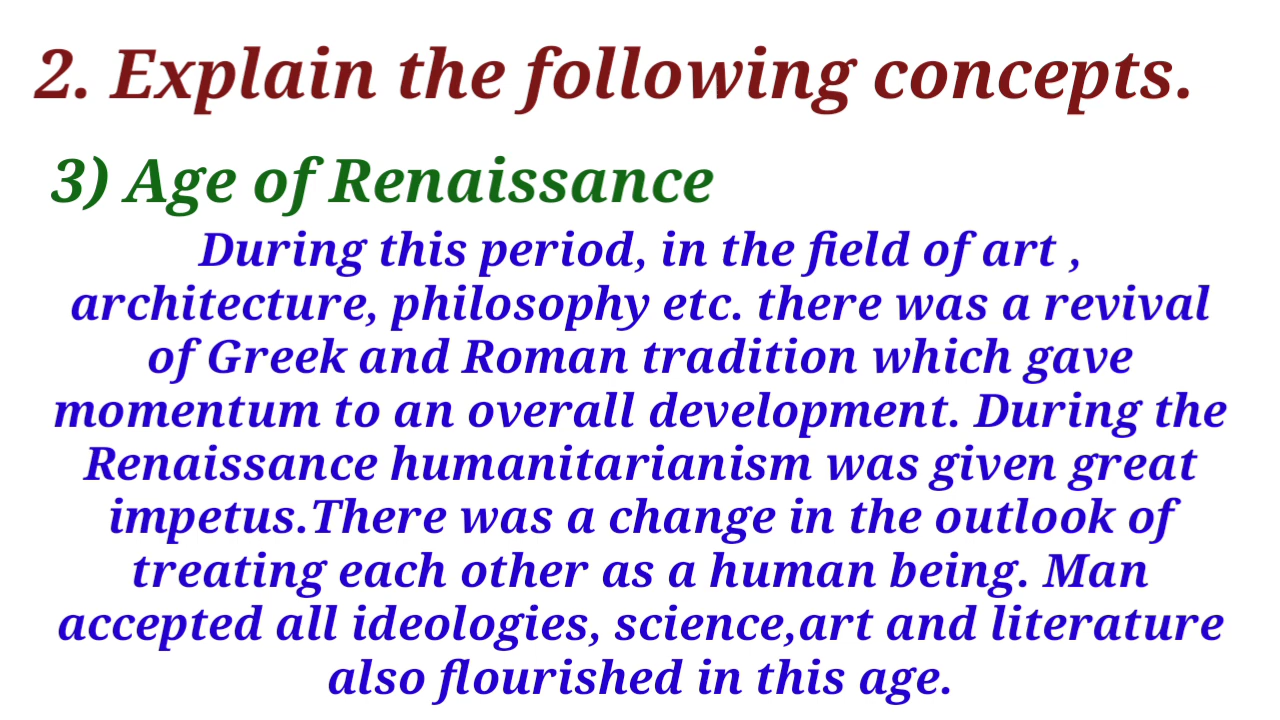 2. Explain the following concepts.
3) Age of Renaissance
During this period, in the field of art ,
architecture, philosophy etc. there was a revival
of Greek and Roman tradition which gave
momentum to an overall development. During the
Renaissance humanitarianism was given great
impetus.There was a change in the outlook of
treating each other as a human being. Man
accepted all ideologies, science,art and literature
also flourished in this age.